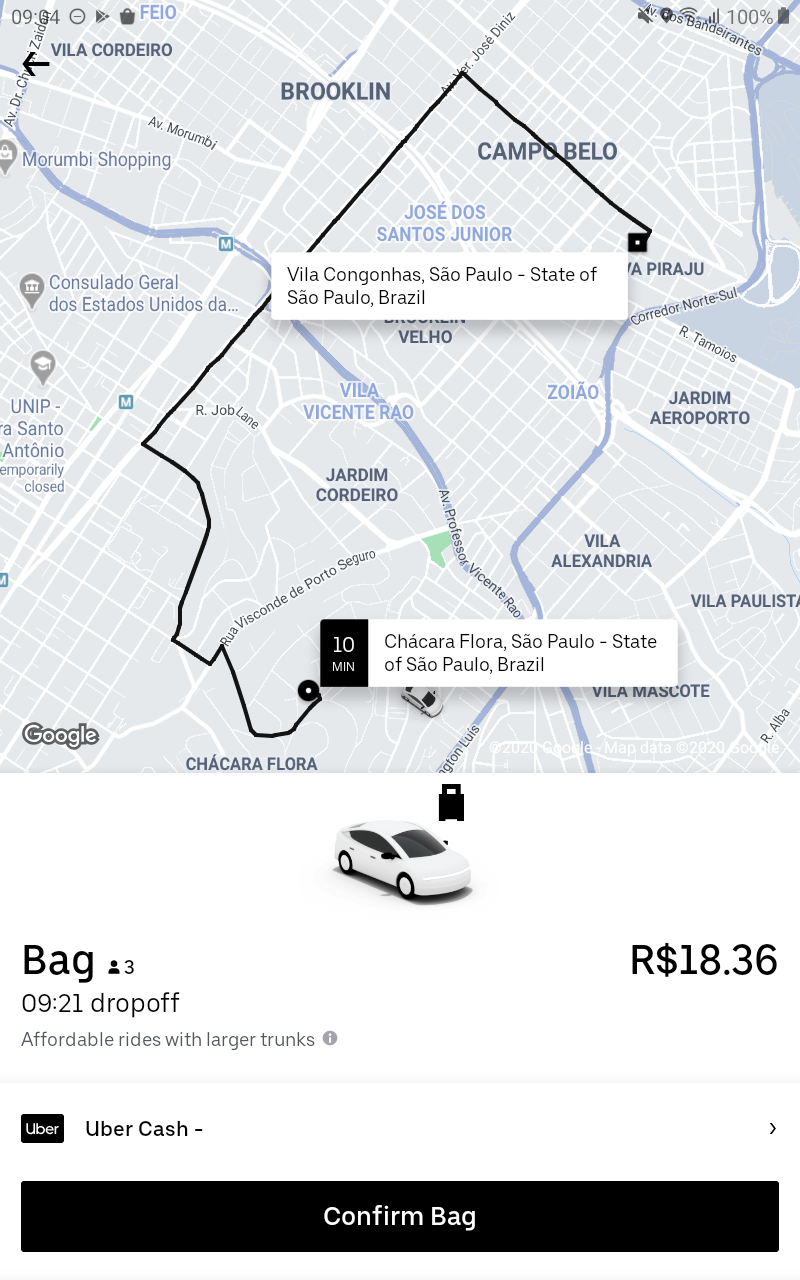 09:04
100%
FEIO
Av. dos Bandeirantes
VILA CORDEIRO
Av. Ver. José Diniz
BROOKLIN
Av. Morumbi
Morumbi Shopping
CAMPO BELO
JOSÉ DOS
SANTOS JUNIOR
M
Vila Congonhas, São Paulo - State of
São Paulo, Brazil
VA PIRAJU
Consulado Geral
dos Estados Unidos da...
Corredor Norte-Sul
BROOKLIN
VELHO
R. Tamoios
VILA
VICENTE RAO
ZOIÃO
JARDIM
AEROPORTO
M
R. Job Lane
UNIP -
ra Santo
Antônio
emporarily
closed
JARDIM
CORDEIRO
Av. Professor Vicente Rao
VILA
ALEXANDRIA
M
Rua Visconde de Porto Seguro
VILA PAULISTA
10
MIN
Chácara Flora, São Paulo - State
of São Paulo, Brazil
VILA MASCOTE
R. Alba
ngton Luís
Google
©2020 Google - Map data ©2020 Google
CHÁCARA FLORA
Bag 3
R$18.36
09:21 dropoff
Affordable rides with larger trunks
Uber
Uber Cash -
Confirm Bag